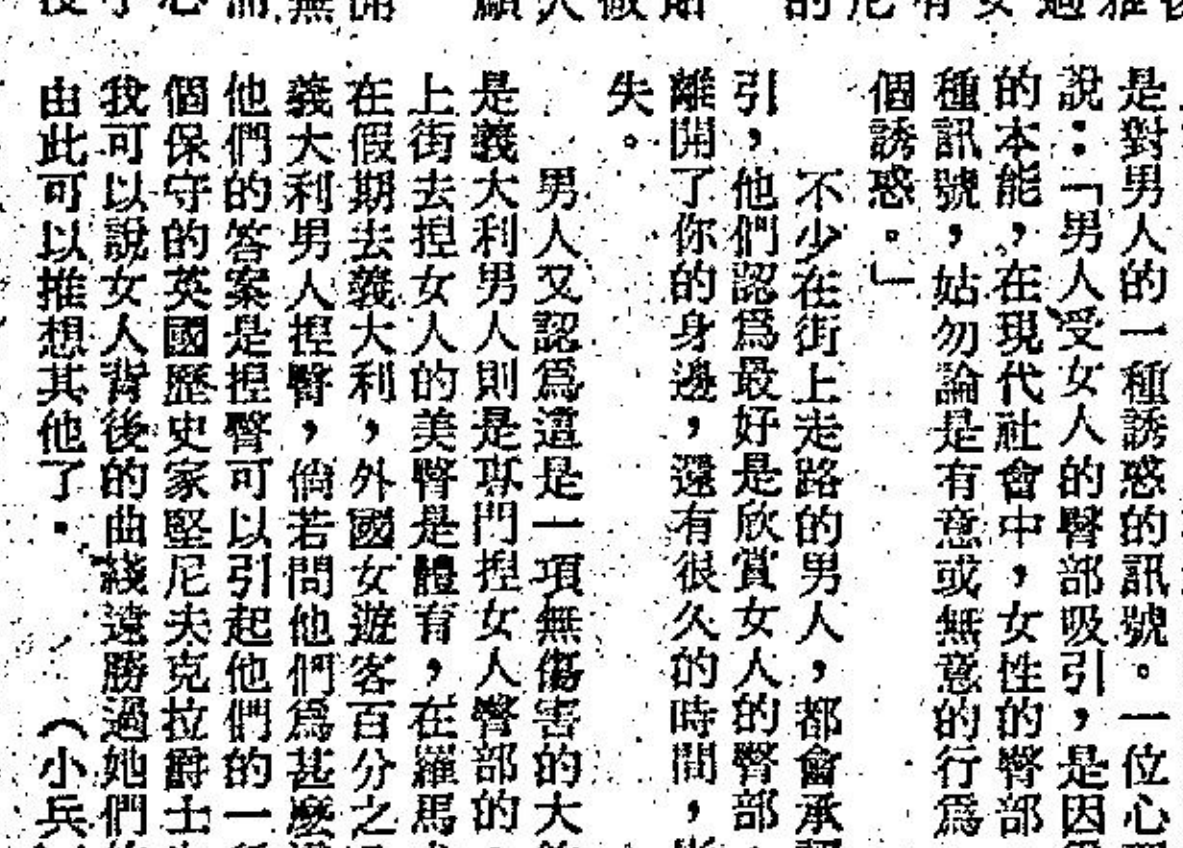 是對男人的一種誘惑的訊號。一位心
說：「男人受女人的臀部吸引，是因
的本能，在現代社會中，女性的臀部
種訊號，姑勿論是有意或無意的行爲
個誘惑。」
不少在街上走路的男人，都會承認
引，他們認爲最好是欣賞女人的臀部，
離開了你的身邊，還有很久的時間，
失。
男人又認爲這是一項無傷害的大
是義大利男人則是專門捏女人臀部的
上街去捏女人的美臀是體育，在羅馬
在假期去義大利，外國女遊客百分之
義大利男人捏臀，倘若問他們爲甚麼
他們的答案是捏臀可以引起他們的一
個保守的英國歷史家堅尼夫克拉爵士
我可以說女人背後的曲綫遠勝過她們
由此可以推想其他了．　（小兵